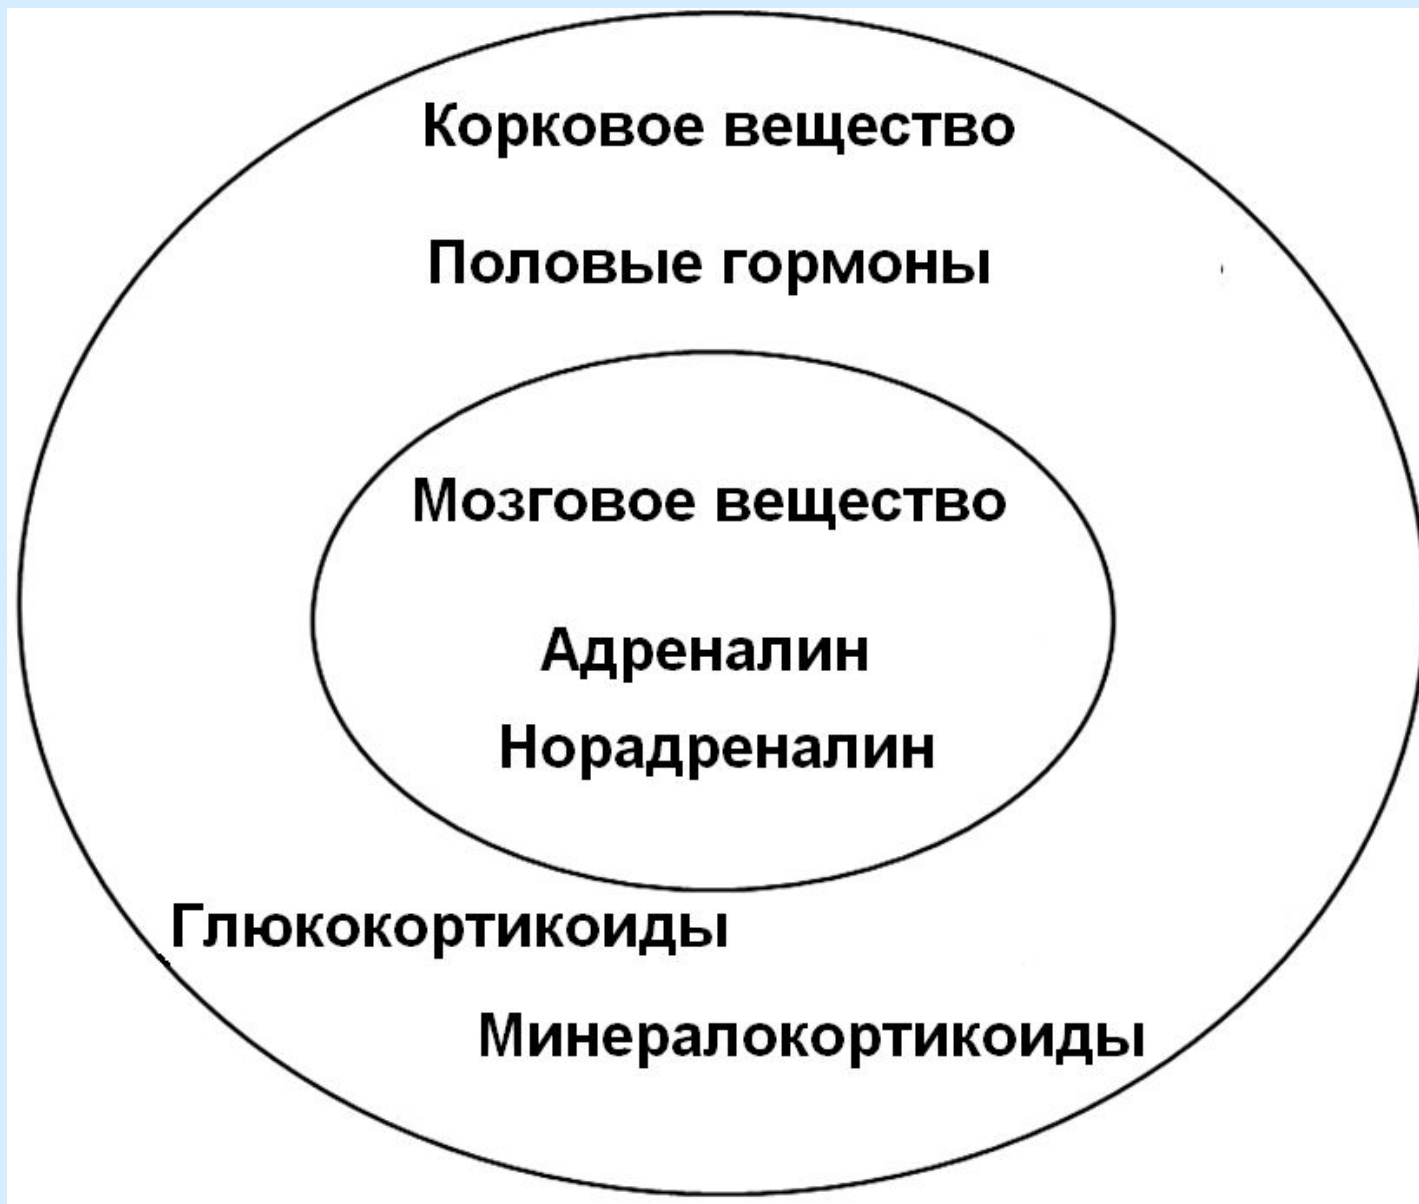 Корковое вещество
Половые гормоны
Мозговое вещество
Адреналин
Норадреналин
Глюкокортикоиды
Минералокортикоиды